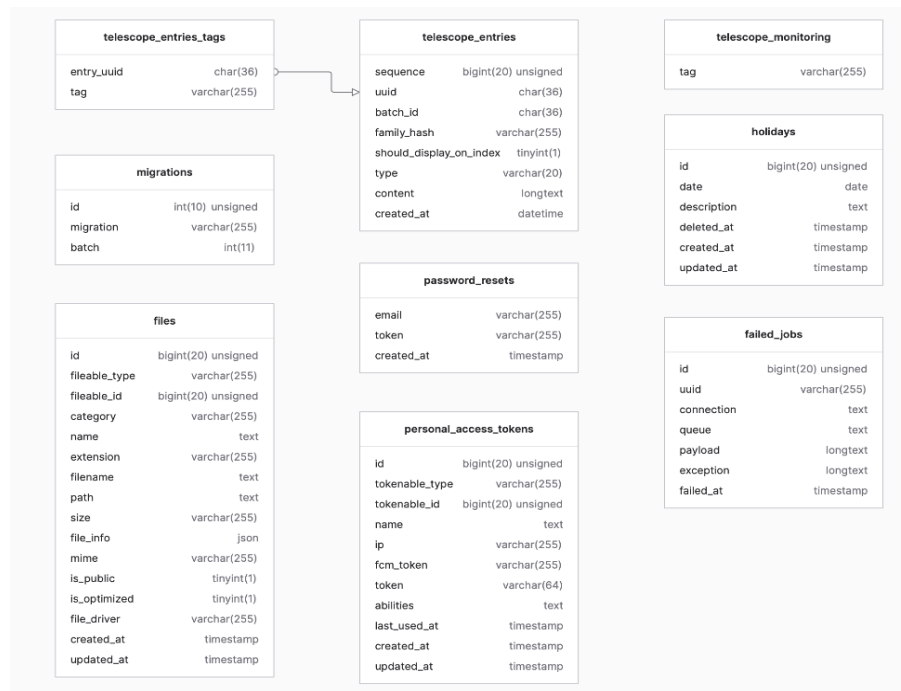 telescope_entries_tags
entry_uuid char(36)
tag varchar(255)
migrations
id int(10) unsigned
migration varchar(255)
batch int(11)
files
id bigint(20) unsigned
fileable_type varchar(255)
fileable_id bigint(20) unsigned
category varchar(255)
name text
extension varchar(255)
filename text
path text
size varchar(255)
file_info json
mime varchar(255)
is_public tinyint(1)
is_optimized tinyint(1)
file_driver varchar(255)
created_at timestamp
updated_at timestamp
telescope_entries
sequence bigint(20) unsigned
uuid char(36)
batch_id char(36)
family_hash varchar(255)
should_display_on_index tinyint(1)
type varchar(20)
content longtext
created_at datetime
password_resets
email varchar(255)
token varchar(255)
created_at timestamp
personal_access_tokens
id bigint(20) unsigned
tokenable_type varchar(255)
tokenable_id bigint(20) unsigned
name text
ip varchar(255)
fcm_token varchar(255)
token varchar(64)
abilities text
last_used_at timestamp
created_at timestamp
updated_at timestamp
telescope_monitoring
tag varchar(255)
holidays
id bigint(20) unsigned
date date
description text
deleted_at timestamp
created_at timestamp
updated_at timestamp
failed_jobs
id bigint(20) unsigned
uuid varchar(255)
connection text
queue text
payload longtext
exception longtext
failed_at timestamp